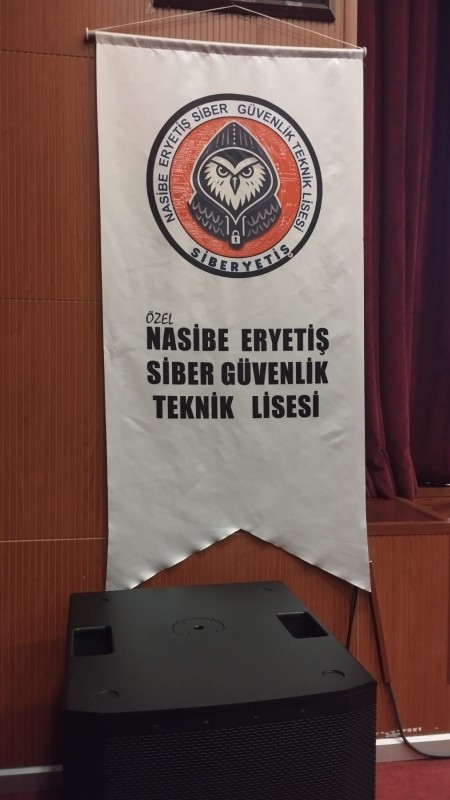 NASİBE ERYETİŞ SİBER GÜVENLİK TEKNİK LİSESİ
SİBERYETİŞ
ÖZEL
NASİBE ERYETİŞ
SİBER GÜVENLİK
TEKNİK LİSESİ